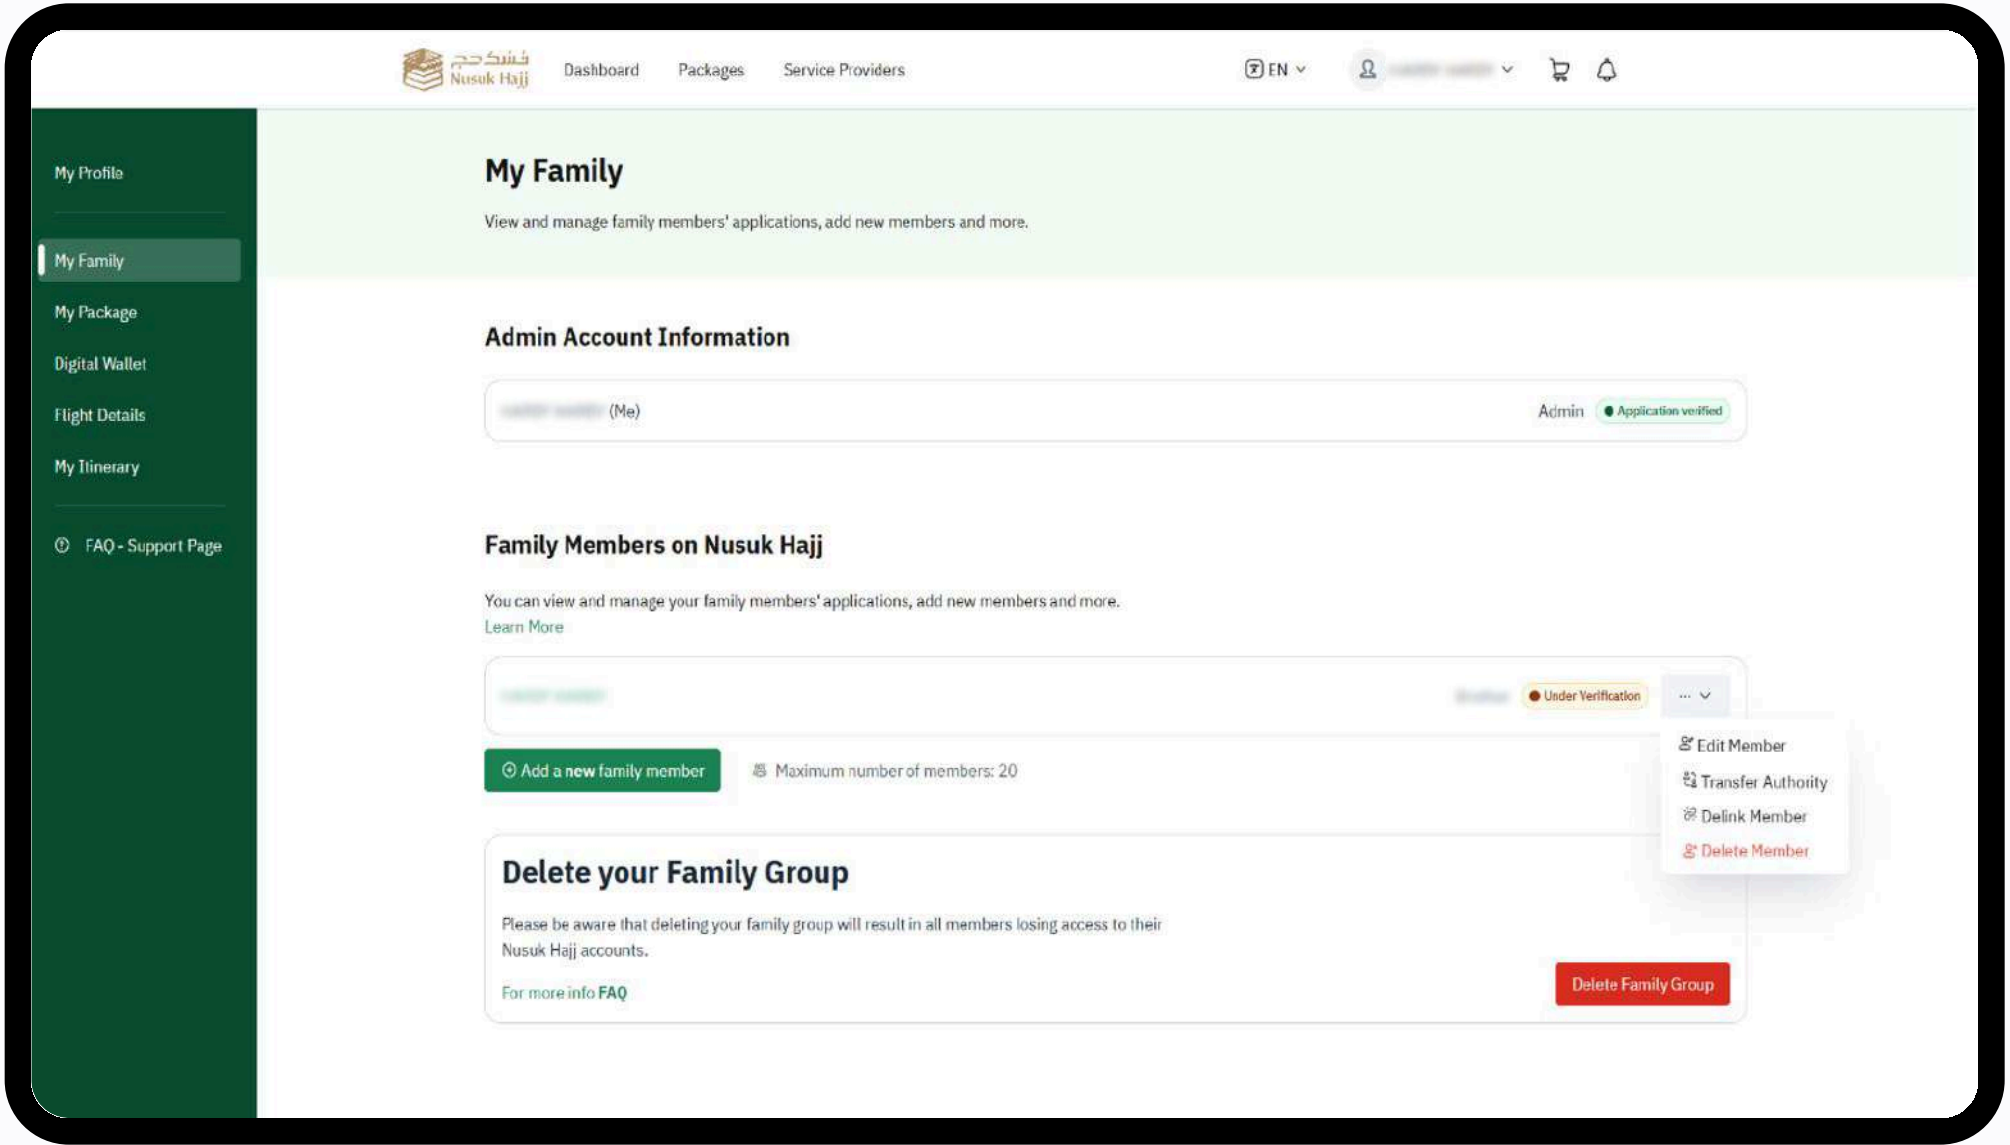 نسك حج
Nusuk Hajj
Dashboard
Packages
Service Providers
EN
My Profile
My Family
My Package
Digital Wallet
Flight Details
My Itinerary
FAQ - Support Page
My Family
View and manage family members' applications, add new members and more.
Admin Account Information
(Me)
Admin
Application verified
Family Members on Nusuk Hajj
You can view and manage your family members' applications, add new members and more.
Learn More
Under Verification
...
Edit Member
Transfer Authority
Delink Member
Delete Member
Add a new family member
Maximum number of members: 20
Delete your Family Group
Please be aware that deleting your family group will result in all members losing access to their
Nusuk Hajj accounts.
For more info FAQ
Delete Family Group